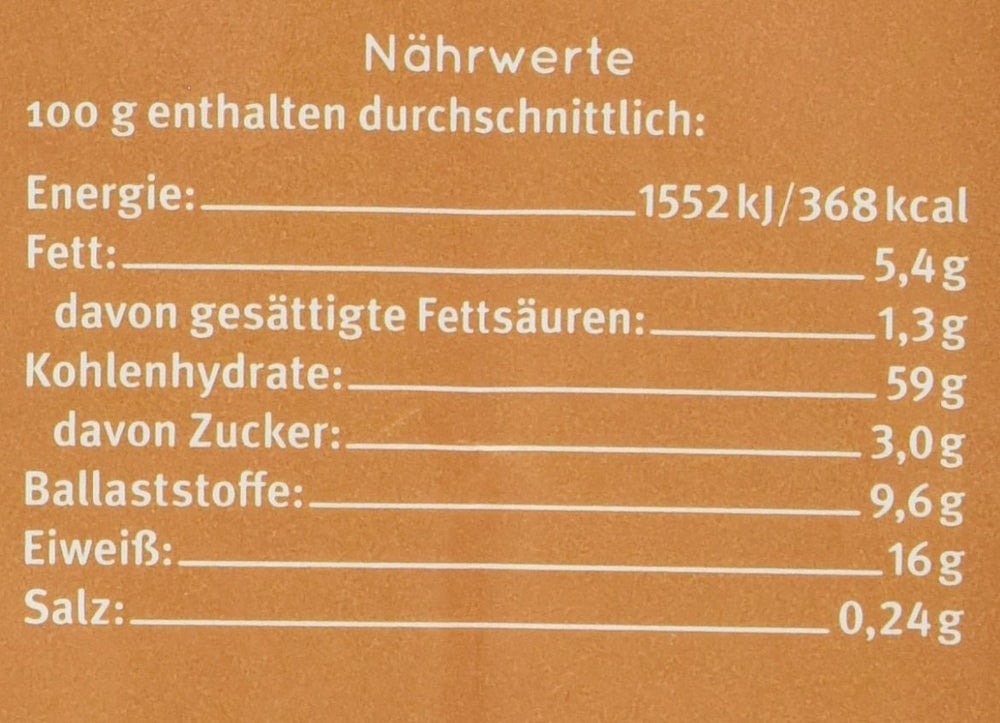 Nährwerte
100 g enthalten durchschnittlich:
Energie: 1552 kJ/368 kcal
Fett: 5,4 g
davon gesättigte Fettsäuren: 1,3 g
Kohlenhydrate: 59 g
davon Zucker: 3,0 g
Ballaststoffe: 9,6 g
Eiweiß: 16 g
Salz: 0,24 g